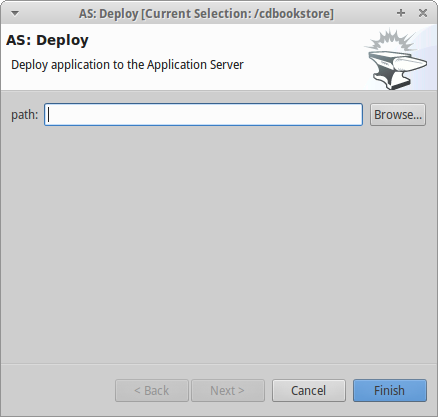 AS: Deploy [Current Selection: /cdbookstore]
AS: Deploy
Deploy application to the Application Server
path:
Browse...
< Back
Next >
Cancel
Finish